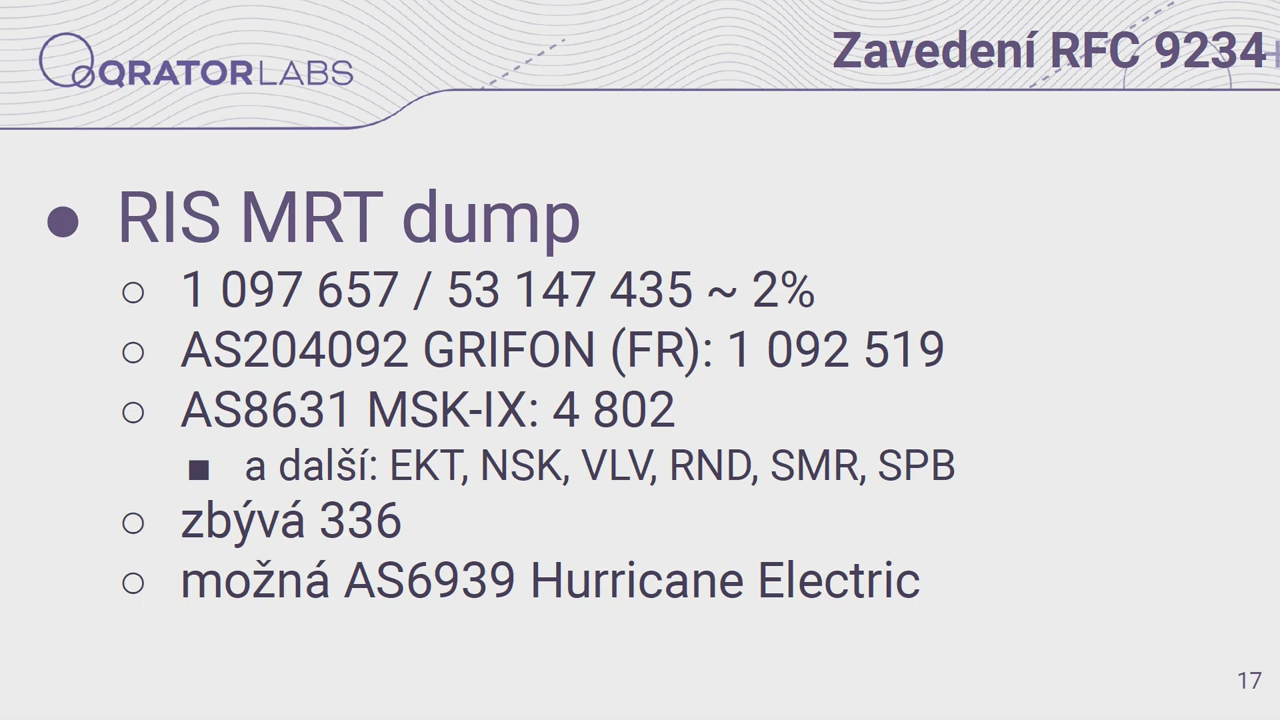 QRATORLABS
Zavedení RFC 9234
● RIS MRT dump
○ 1 097 657 / 53 147 435 ~ 2%
○ AS204092 GRIFON (FR): 1 092 519
○ AS8631 MSK-IX: 4 802
■ a další: EKT, NSK, VLV, RND, SMR, SPB
○ zbývá 336
○ možná AS6939 Hurricane Electric
17